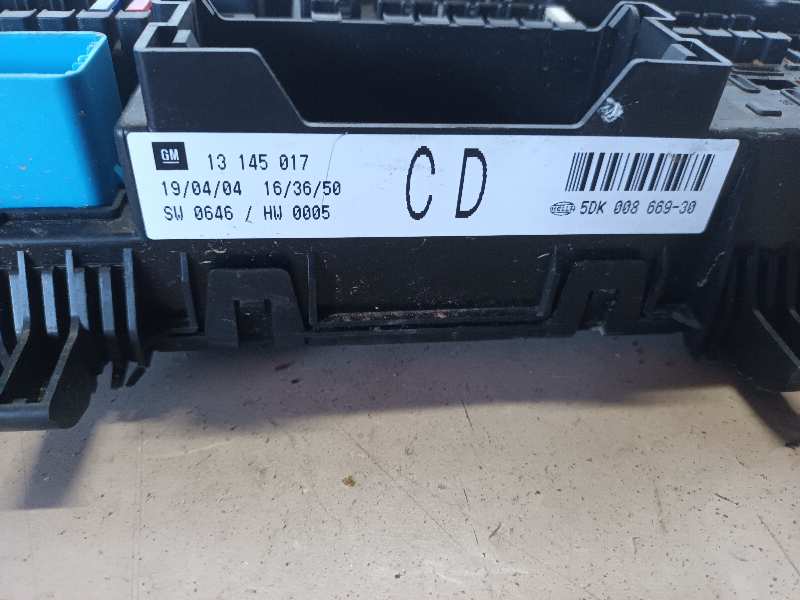 GM 13 145 017
19/04/04 16/36/50
SW 0646 / HW 0005
CD
HELLA 5DK 008 669-30